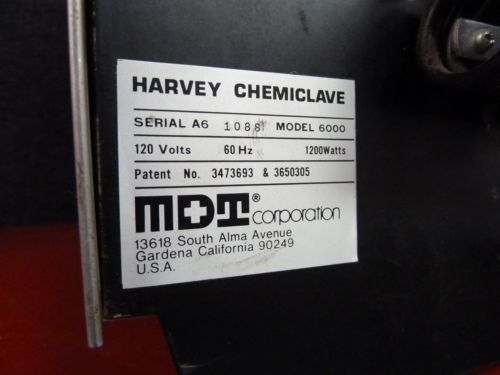 HARVEY CHEMICLAVE
SERIAL A6 1088 MODEL 6000
120 Volts 60 Hz 1200Watts
Patent No. 3473693 & 3650305
MDT® corporation
13618 South Alma Avenue
Gardena California 90249
U.S.A.